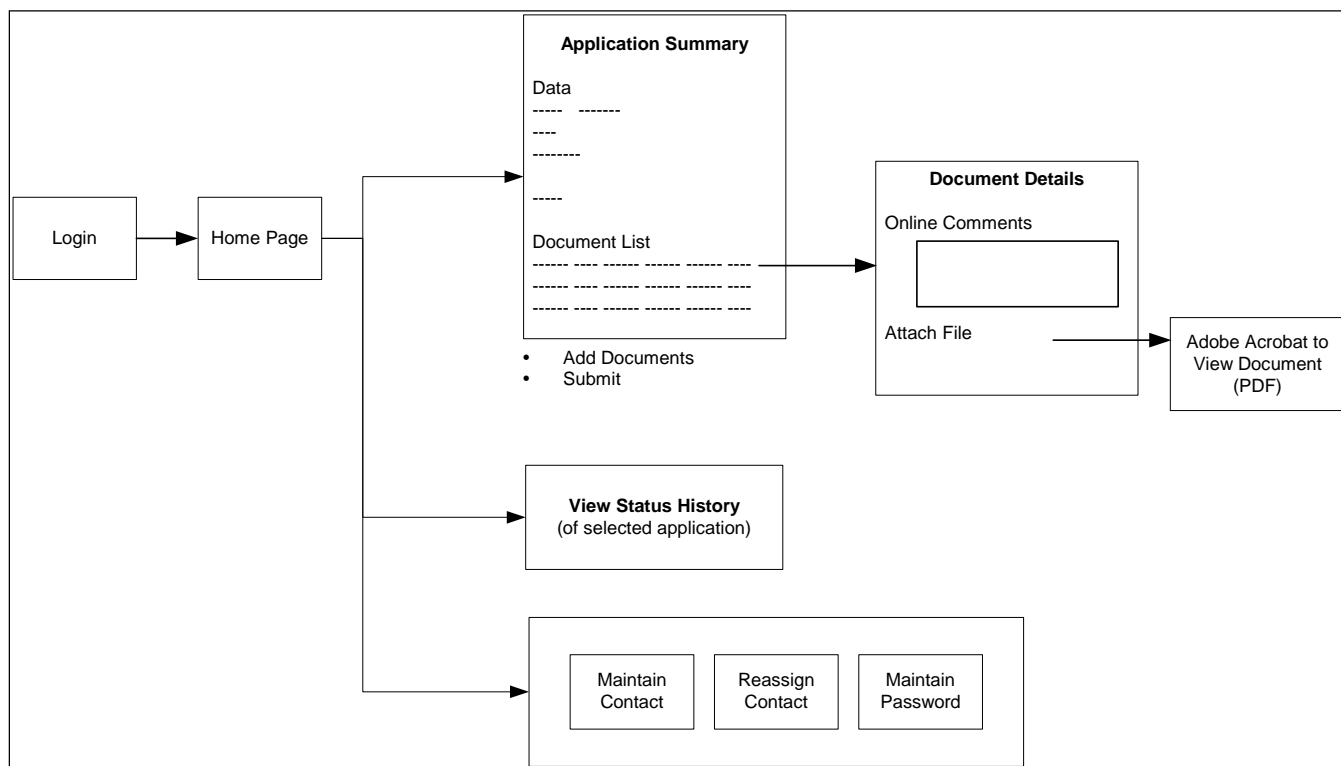 Login
Home Page
Application Summary
Data
----- -------
----
--------
-----
Document List
------ ---- ------ ------ ------ ----
------ ---- ------ ------ ------ ----
------ ---- ------ ------ ------ ----
• Add Documents
• Submit
Document Details
Online Comments
Attach File
Adobe Acrobat to
View Document
(PDF)
View Status History
(of selected application)
Maintain
Contact
Reassign
Contact
Maintain
Password